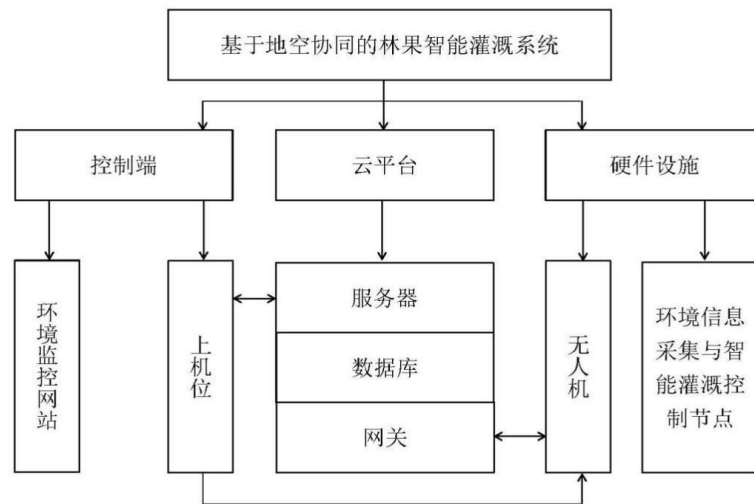 基于地空协同的林果智能灌溉系统
控制端
云平台
硬件设施
环境监控网站
上机位
服务器
数据库
网关
无人机
环境信息
采集与智
能灌溉控
制节点